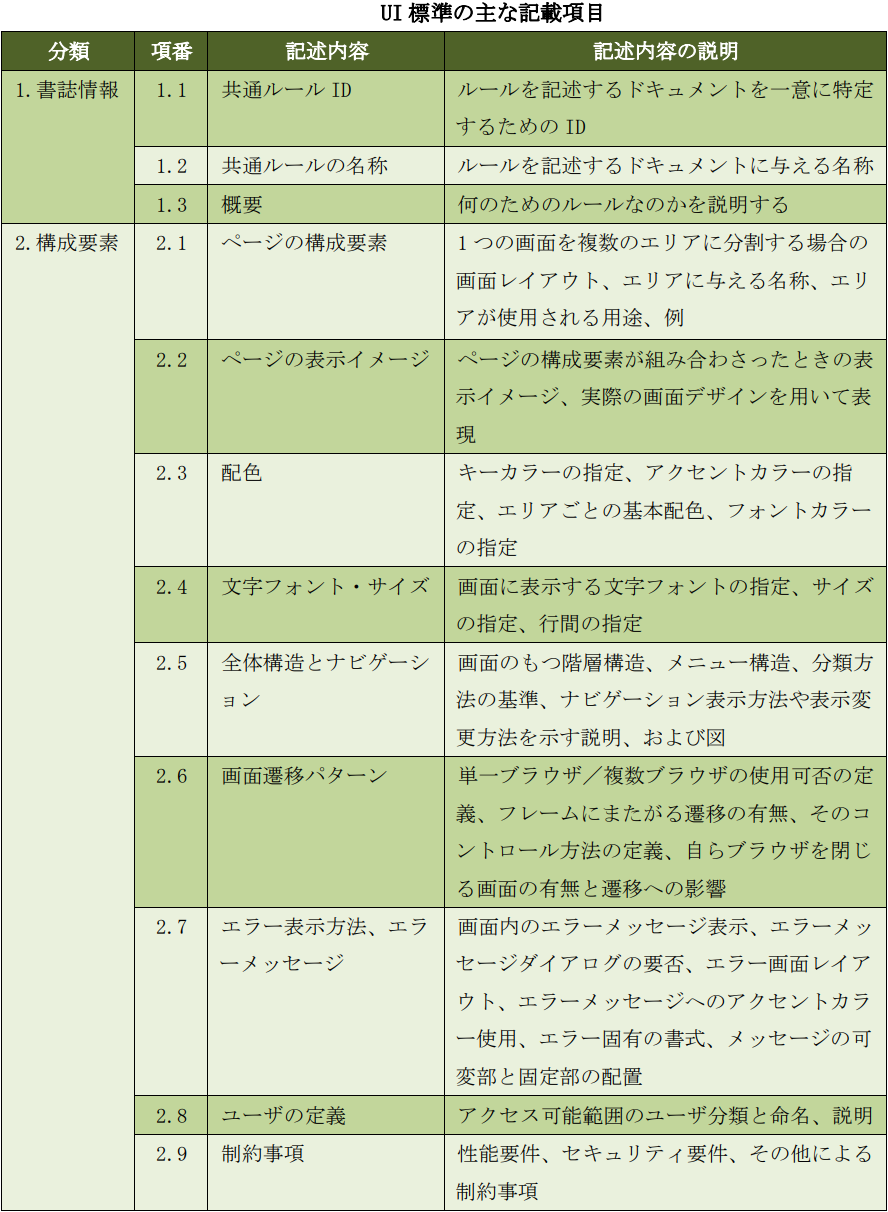 UI 標準の主な記載項目
分類 項番 記述内容 記述内容の説明
1.書誌情報 1.1 共通ルール ID ルールを記述するドキュメントを一意に特定
するための ID
1.2 共通ルールの名称 ルールを記述するドキュメントに与える名称
1.3 概要 何のためのルールなのかを説明する
2.構成要素 2.1 ページの構成要素 1つの画面を複数のエリアに分割する場合の
画面レイアウト、エリアに与える名称、エリ
アが使用される用途、例
2.2 ページの表示イメージ ページの構成要素が組み合わさったときの表
示イメージ、実際の画面デザインを用いて表
現
2.3 配色 キーカラーの指定、アクセントカラーの指
定、エリアごとの基本配色、フォントカラー
の指定
2.4 文字フォント・サイズ 画面に表示する文字フォントの指定、サイズ
の指定、行間の指定
2.5 全体構造とナビゲーシ 画面のもつ階層構造、メニュー構造、分類方
ョン 法の基準、ナビゲーション表示方法や表示変
更方法を示す説明、および図
2.6 画面遷移パターン 単一ブラウザ／複数ブラウザの使用可否の定
義、フレームにまたがる遷移の有無、そのコ
ントロール方法の定義、自らブラウザを閉じ
る画面の有無と遷移への影響
2.7 エラー表示方法、エラ 画面内のエラーメッセージ表示、エラーメッ
ーメッセージ セージダイアログの要否、エラー画面レイア
ウト、エラーメッセージへのアクセントカラ
ー使用、エラー固有の書式、メッセージの可
変部と固定部の配置
2.8 ユーザの定義 アクセス可能範囲のユーザ分類と命名、説明
2.9 制約事項 性能要件、セキュリティ要件、その他による
制約事項